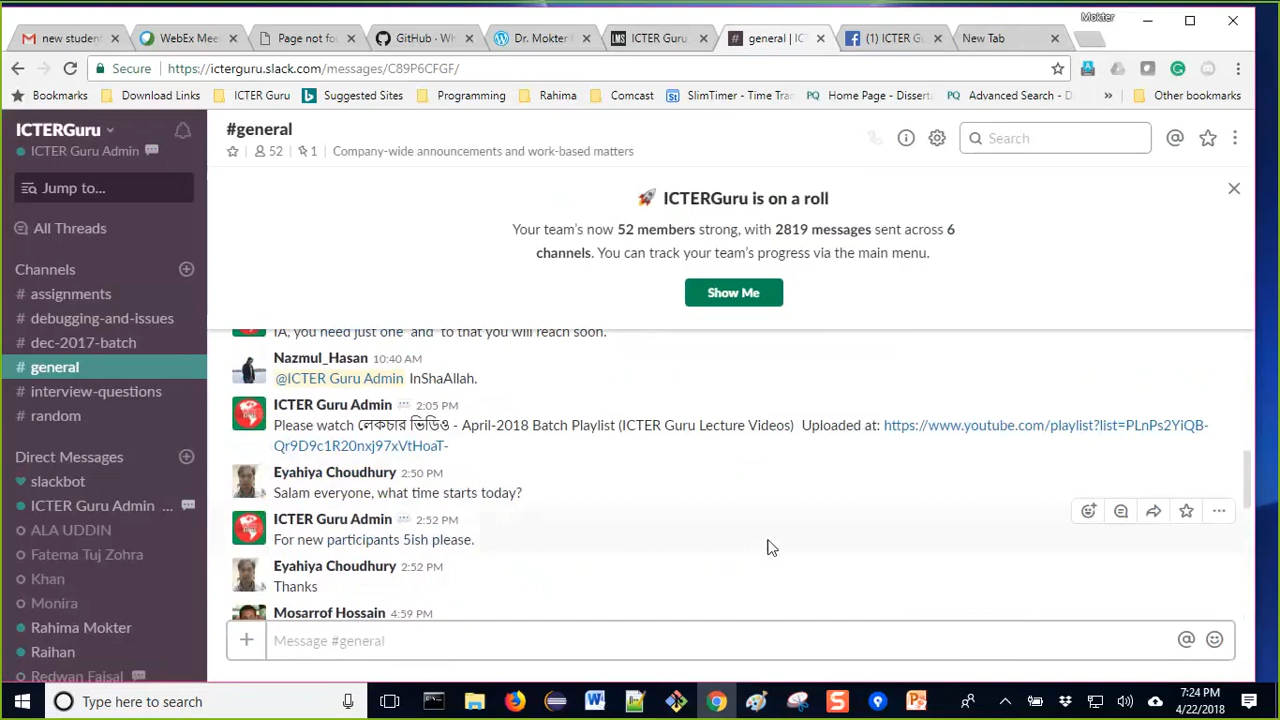 Mokter
new studen
WebEx Mee
Page not fo
GitHub - Wh
Dr. Mokter
LMS ICTER Guru
general | IC
(1) ICTER G
New Tab
Secure https://icterguru.slack.com/messages/C89P6CFGF/
Bookmarks Download Links ICTER Guru Suggested Sites Programming Rahima Comcast SlimTimer - Time Tra PQ Home Page - Disserta PQ Advanced Search - D » Other bookmarks
ICTERGuru
ICTER Guru Admin
Jump to...
All Threads
Channels
# assignments
# debugging-and-issues
# dec-2017-batch
# general
# interview-questions
# random
Direct Messages
slackbot
ICTER Guru Admin ...
ALA UDDIN
Fatema Tuj Zohra
Khan
Monira
Rahima Mokter
Raihan
Redwan Faisal
#general
52 1 Company-wide announcements and work-based matters
Search
ICTERGuru is on a roll
Your team's now 52 members strong, with 2819 messages sent across 6
channels. You can track your team's progress via the main menu.
Show Me
IA, you need just one and to that you will reach soon.
Nazmul_Hasan 10:40 AM
@ICTER Guru Admin InShaAllah.
ICTER Guru Admin 2:05 PM
Please watch লেকচার ভিডিও - April-2018 Batch Playlist (ICTER Guru Lecture Videos) Uploaded at: https://www.youtube.com/playlist?list=PLnPs2YiQB-
Qr9D9c1R20nxj97xVtHoaT-
Eyahiya Choudhury 2:50 PM
Salam everyone, what time starts today?
ICTER Guru Admin 2:52 PM
For new participants 5ish please.
Eyahiya Choudhury 2:52 PM
Thanks
Mosarrof Hossain 4:59 PM
Message #general
Type here to search
7:24 PM
4/22/2018